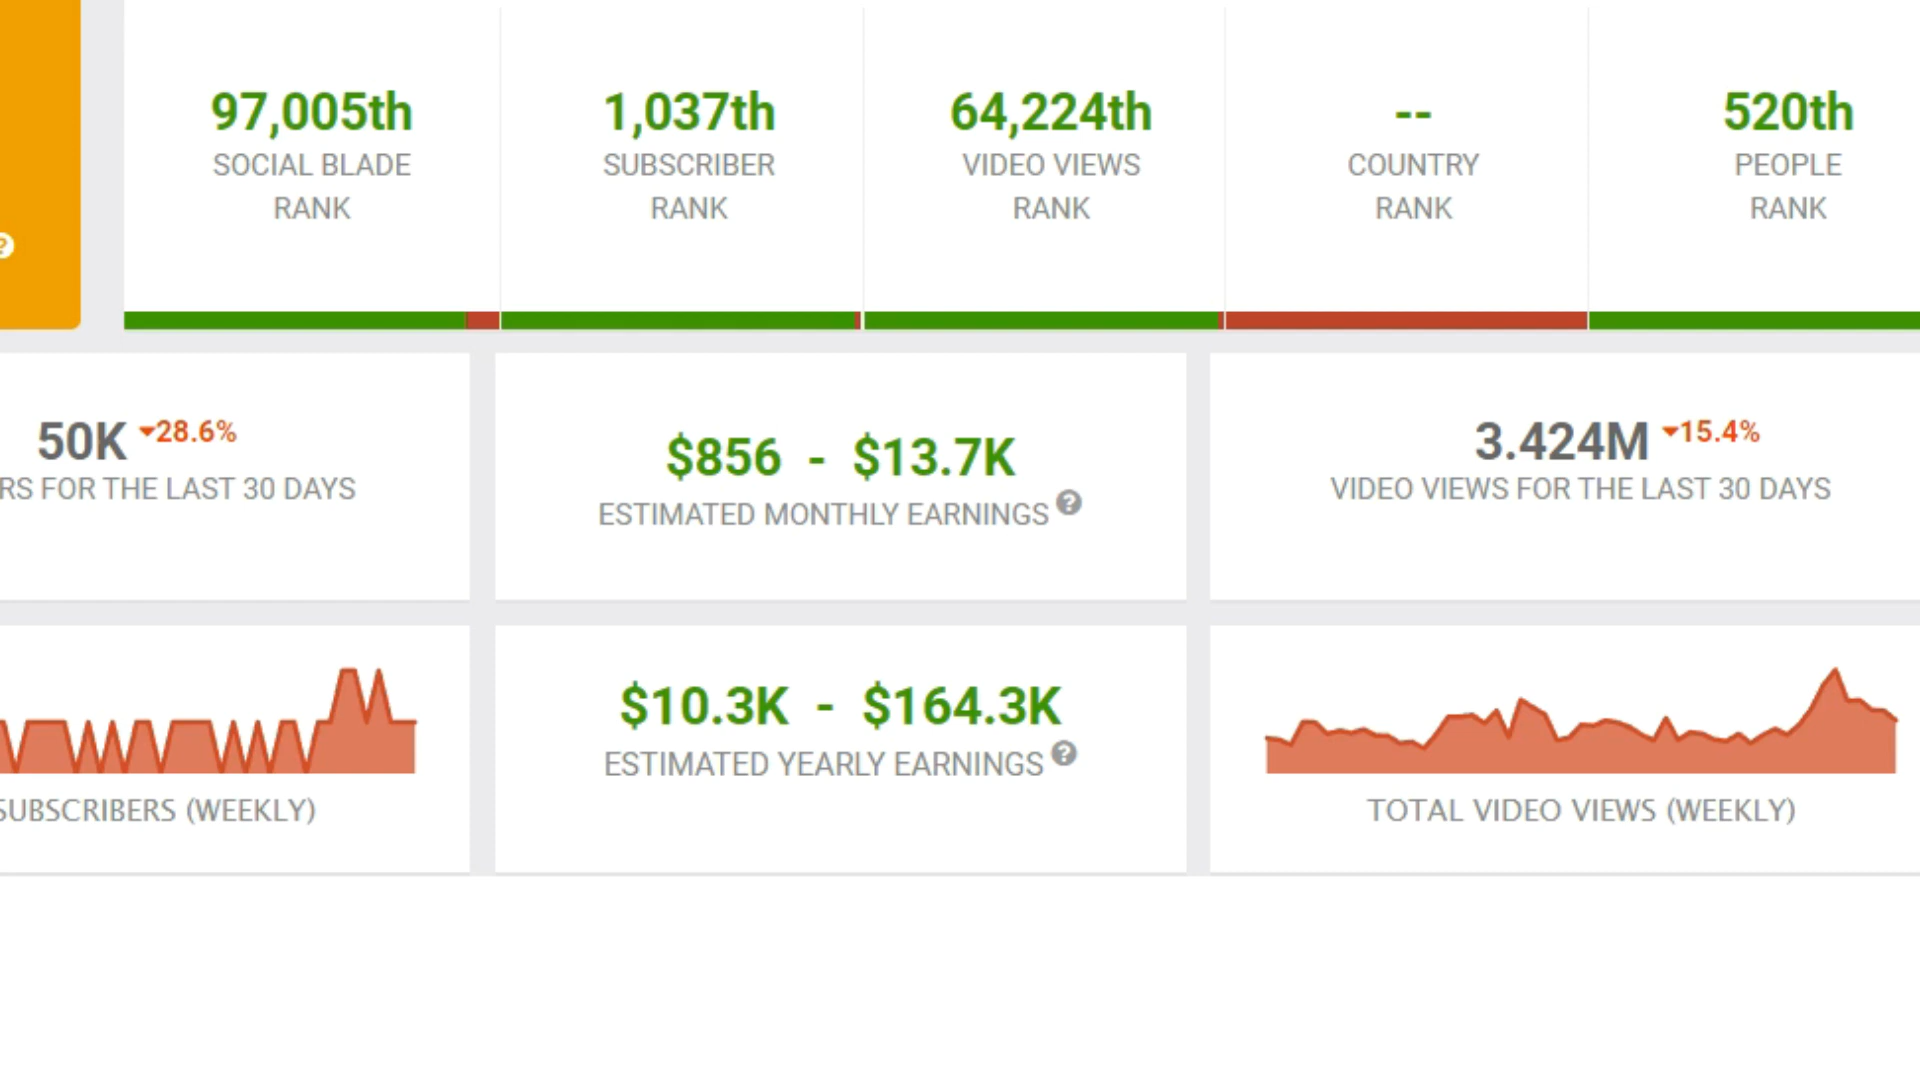 97,005th
SOCIAL BLADE
RANK
1,037th
SUBSCRIBER
RANK
64,224th
VIDEO VIEWS
RANK
--
COUNTRY
RANK
520th
PEOPLE
RANK
?
50K 28.6%
RS FOR THE LAST 30 DAYS
$856 - $13.7K
ESTIMATED MONTHLY EARNINGS ?
3.424M 15.4%
VIDEO VIEWS FOR THE LAST 30 DAYS
SUBSCRIBERS (WEEKLY)
$10.3K - $164.3K
ESTIMATED YEARLY EARNINGS ?
TOTAL VIDEO VIEWS (WEEKLY)